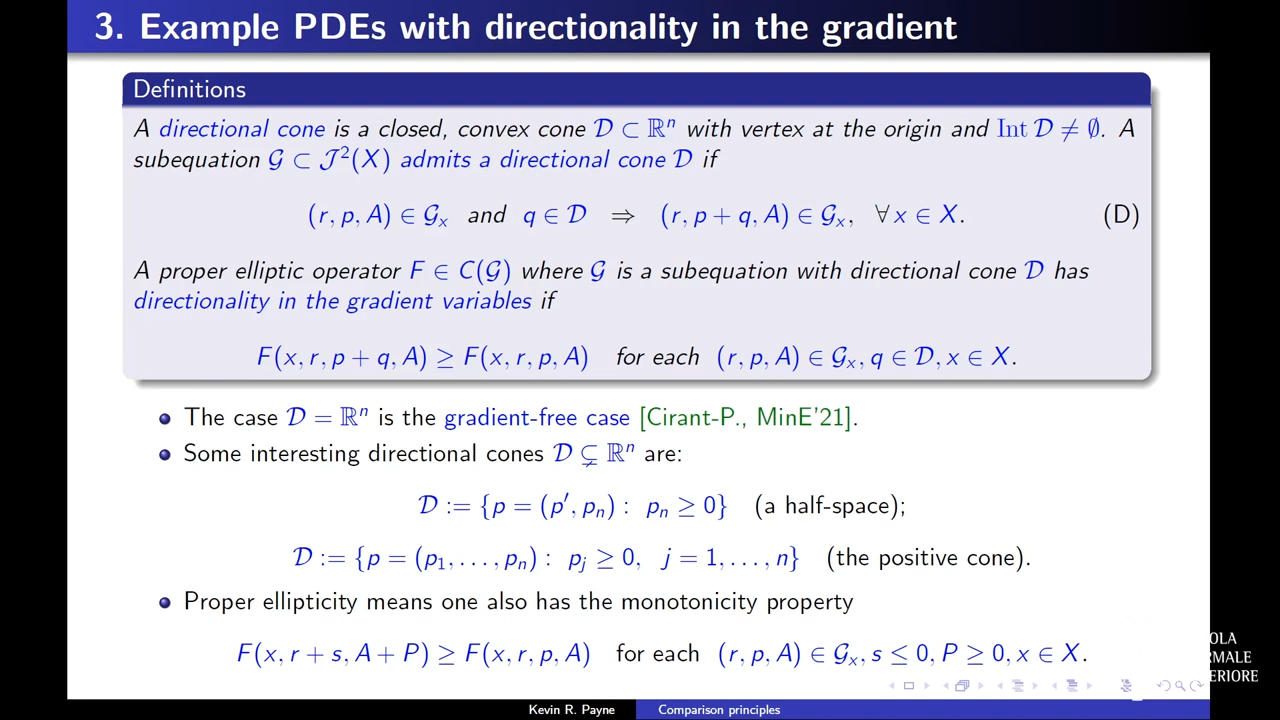 3. Example PDEs with directionality in the gradient
Definitions
A directional cone is a closed, convex cone 𝒟 ⊂ ℝⁿ with vertex at the origin and Int 𝒟 ≠ ∅. A
subequation 𝒢 ⊂ 𝒥²(X) admits a directional cone 𝒟 if
(r, p, A) ∈ 𝒢ₓ and q ∈ 𝒟 ⇒ (r, p + q, A) ∈ 𝒢ₓ, ∀ x ∈ X. (D)
A proper elliptic operator F ∈ C(𝒢) where 𝒢 is a subequation with directional cone 𝒟 has
directionality in the gradient variables if
F(x, r, p + q, A) ≥ F(x, r, p, A) for each (r, p, A) ∈ 𝒢ₓ, q ∈ 𝒟, x ∈ X.
The case 𝒟 = ℝⁿ is the gradient-free case [Cirant-P., MinE'21].
Some interesting directional cones 𝒟 ⊊ ℝⁿ are:
𝒟 := {p = (p′, pₙ) : pₙ ≥ 0} (a half-space);
𝒟 := {p = (p₁, . . . , pₙ) : pⱼ ≥ 0, j = 1, . . . , n} (the positive cone).
Proper ellipticity means one also has the monotonicity property
F(x, r + s, A + P) ≥ F(x, r, p, A) for each (r, p, A) ∈ 𝒢ₓ, s ≤ 0, P ≥ 0, x ∈ X.
OLA
RMALE
ERIORE
Kevin R. Payne Comparison principles